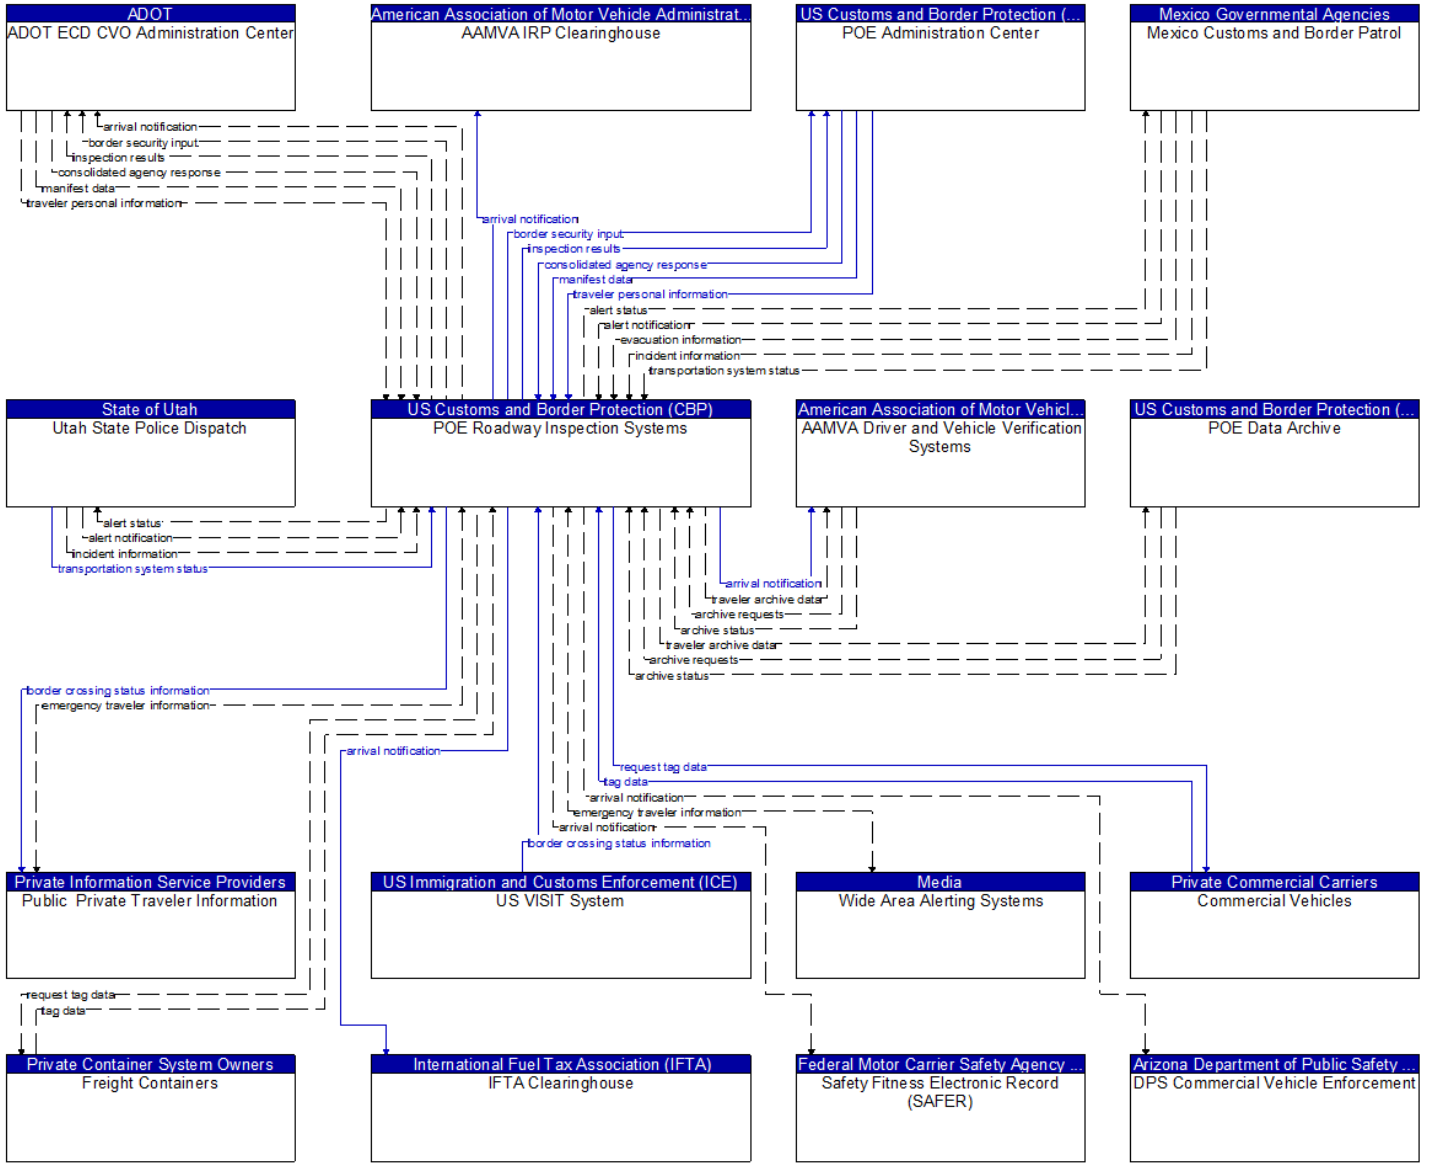 ADOT
ADOT ECD CVO Administration Center
American Association of Motor Vehicle Administrat...
AAMVA IRP Clearinghouse
US Customs and Border Protection (...
POE Administration Center
Mexico Governmental Agencies
Mexico Customs and Border Patrol
arrival notification
border security input
inspection results
consolidated agency response
manifest data
traveler personal information
arrival notification
border security input
inspection results
consolidated agency response
manifest data
traveler personal information
alert status
alert notification
evacuation information
incident information
transportation system status
State of Utah
Utah State Police Dispatch
US Customs and Border Protection (CBP)
POE Roadway Inspection Systems
American Association of Motor Vehicl...
AAMVA Driver and Vehicle Verification
Systems
US Customs and Border Protection (...
POE Data Archive
alert status
alert notification
incident information
transportation system status
arrival notification
traveler archive data
archive requests
archive status
traveler archive data
archive requests
archive status
border crossing status information
emergency traveler information
arrival notification
request tag data
tag data
arrival notification
emergency traveler information
arrival notification
border crossing status information
Private Information Service Providers
Public Private Traveler Information
US Immigration and Customs Enforcement (ICE)
US VISIT System
Media
Wide Area Alerting Systems
Private Commercial Carriers
Commercial Vehicles
request tag data
tag data
Private Container System Owners
Freight Containers
International Fuel Tax Association (IFTA)
IFTA Clearinghouse
Federal Motor Carrier Safety Agency ...
Safety Fitness Electronic Record
(SAFER)
Arizona Department of Public Safety ...
DPS Commercial Vehicle Enforcement